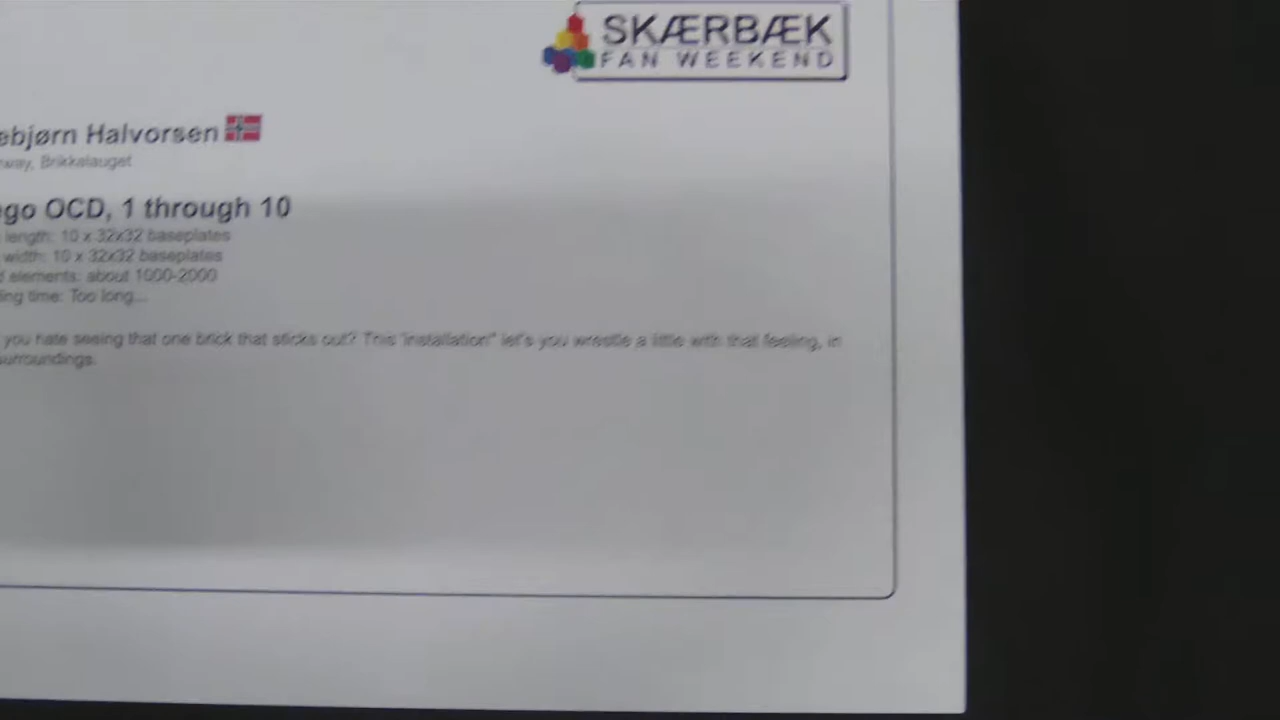 SKÆRBÆK
FAN WEEKEND
ebjørn Halvorsen
way, Brikkelauget
go OCD, 1 through 10
length: 10 x 32x32 baseplates
width: 10 x 32x32 baseplates
elements: about 1000-2000
ing time: Too long...
you hate seeing that one brick that sticks out? This "installation" let's you wrestle a little with that feeling, in
surroundings.